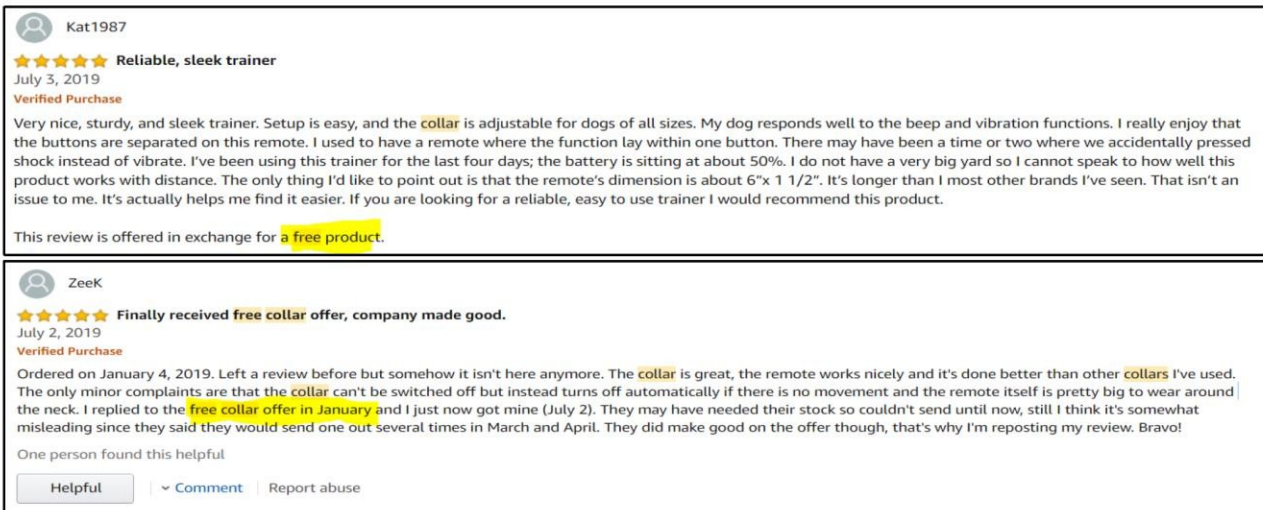 Kat1987
Reliable, sleek trainer
July 3, 2019
Verified Purchase
Very nice, sturdy, and sleek trainer. Setup is easy, and the collar is adjustable for dogs of all sizes. My dog responds well to the beep and vibration functions. I really enjoy that
the buttons are separated on this remote. I used to have a remote where the function lay within one button. There may have been a time or two where we accidentally pressed
shock instead of vibrate. I've been using this trainer for the last four days; the battery is sitting at about 50%. I do not have a very big yard so I cannot speak to how well this
product works with distance. The only thing I'd like to point out is that the remote's dimension is about 6"x 1 1/2". It's longer than I most other brands I've seen. That isn't an
issue to me. It's actually helps me find it easier. If you are looking for a reliable, easy to use trainer I would recommend this product.
This review is offered in exchange for a free product.
ZeeK
Finally received free collar offer, company made good.
July 2, 2019
Verified Purchase
Ordered on January 4, 2019. Left a review before but somehow it isn't here anymore. The collar is great, the remote works nicely and it's done better than other collars I've used.
The only minor complaints are that the collar can't be switched off but instead turns off automatically if there is no movement and the remote itself is pretty big to wear around
the neck. I replied to the free collar offer in January and I just now got mine (July 2). They may have needed their stock so couldn't send until now, still I think it's somewhat
misleading since they said they would send one out several times in March and April. They did make good on the offer though, that's why I'm reposting my review. Bravo!
One person found this helpful
Helpful Comment Report abuse